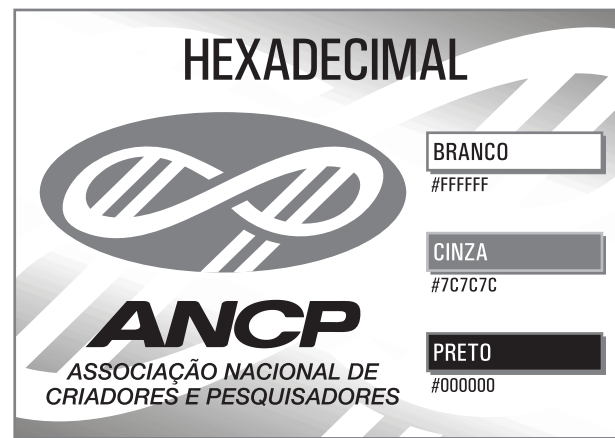 HEXADECIMAL
BRANCO
#FFFFFF
CINZA
#7C7C7C
PRETO
#000000
ANCP
ASSOCIAÇÃO NACIONAL DE
CRIADORES E PESQUISADORES